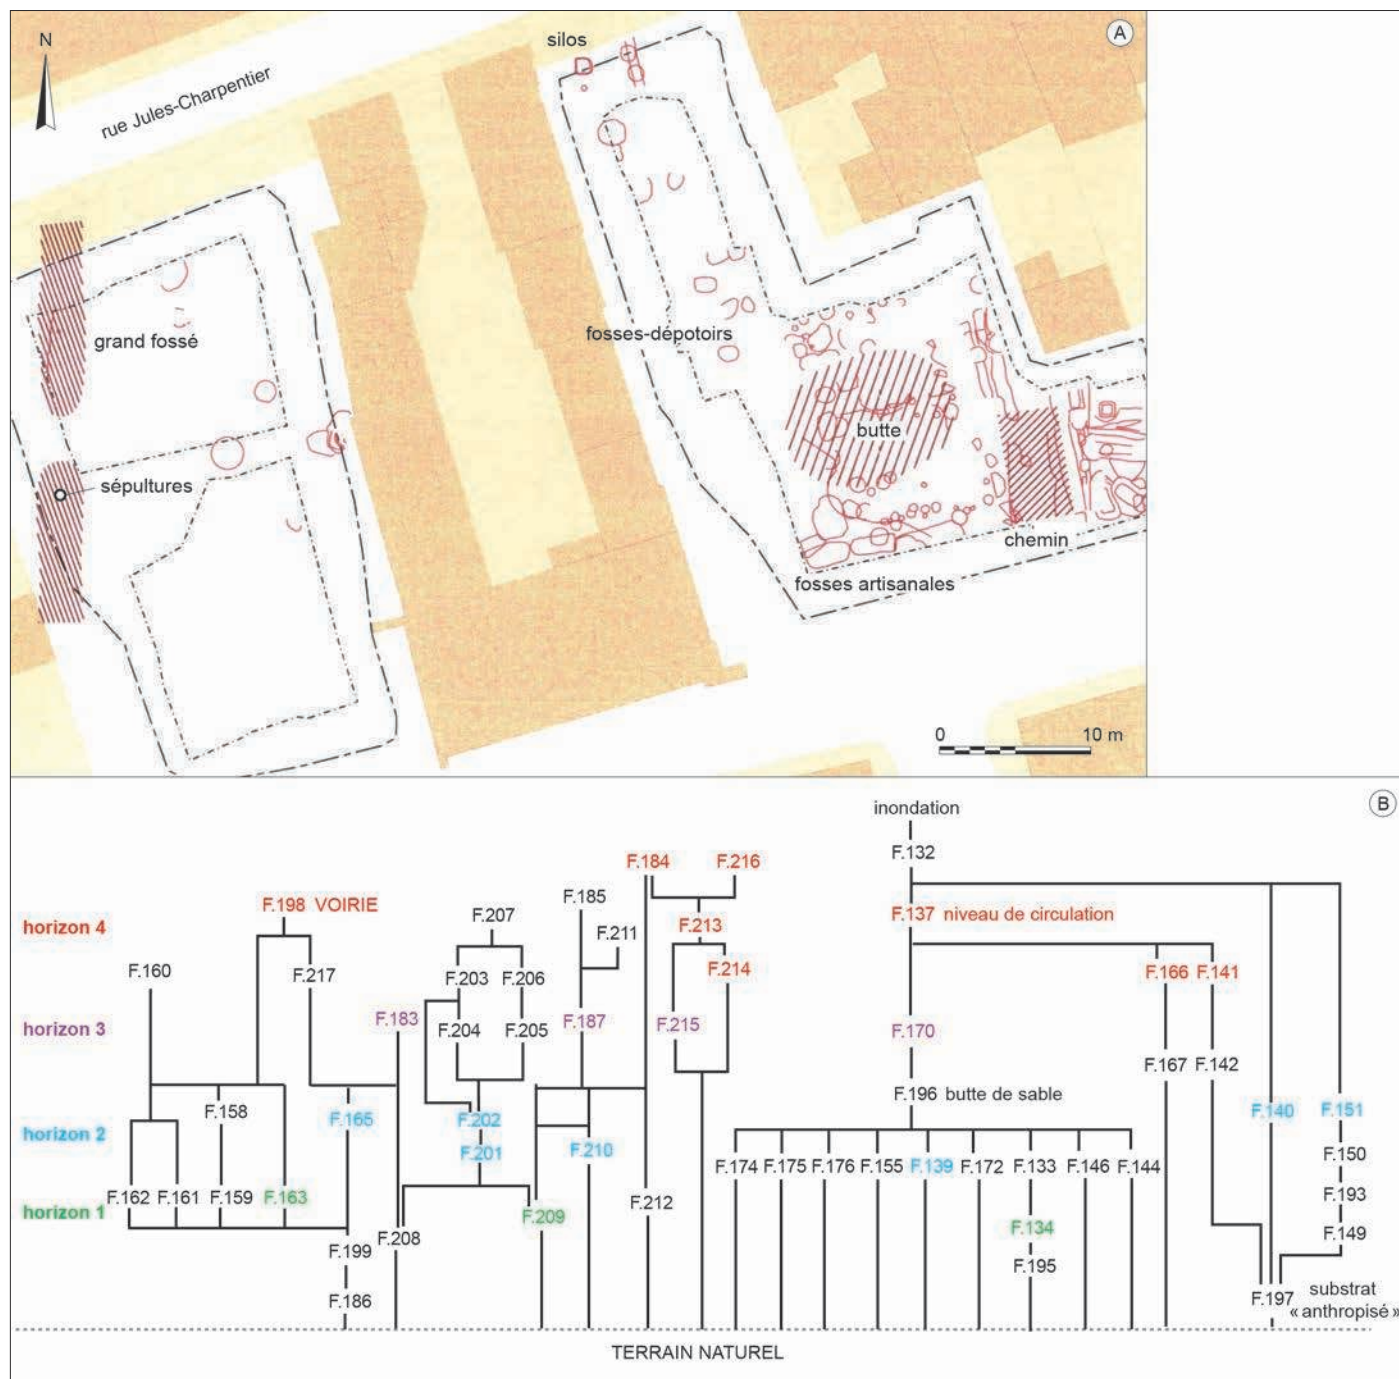 A
N
silos
rue Jules-Charpentier
grand fossé
fosses-dépotoirs
butte
sépultures
chemin
fosses artisanales
0 10 m
B
inondation
F.132
F.184 F.216
F.185
F.198 VOIRIE
F.137 niveau de circulation
F.207
F.213
horizon 4
F.211
F.160
F.217
F.203 F.206
F.214
F.166 F.141
F.183
F.187
F.215
horizon 3
F.204 F.205
F.170
F.167 F.142
F.196 butte de sable
F.158
F.165
F.202
F.140 F.151
horizon 2
F.201
F.210
F.150
F.174 F.175 F.176 F.155 F.139 F.172 F.133 F.146 F.144
F.162 F.161 F.159 F.163
F.193
F.212
horizon 1
F.209
F.134
F.149
F.208
F.199
F.195
F.186
F.197
substrat
« anthropisé »
TERRAIN NATUREL